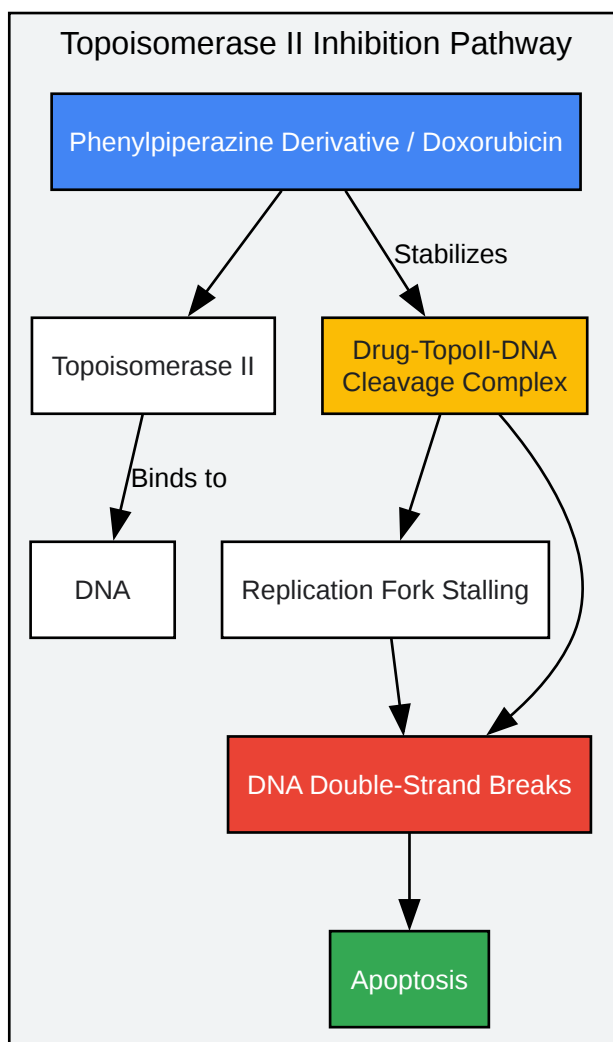 Topoisomerase II Inhibition Pathway
Phenylpiperazine Derivative / Doxorubicin
Stabilizes
Topoisomerase II
Drug-TopoII-DNA
Cleavage Complex
Binds to
DNA
Replication Fork Stalling
DNA Double-Strand Breaks
Apoptosis